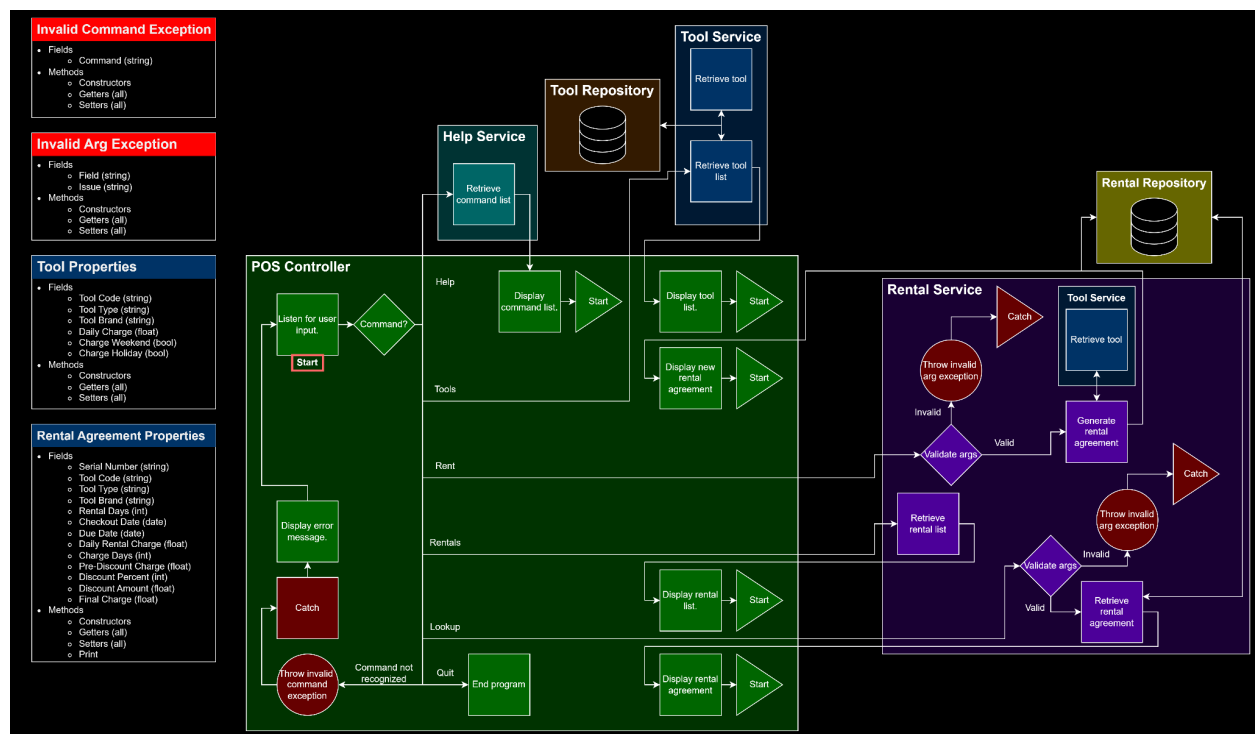 Invalid Command Exception
Fields
Command (string)
Methods
Constructors
Getters (all)
Setters (all)
Invalid Arg Exception
Fields
Field (string)
Issue (string)
Methods
Constructors
Getters (all)
Setters (all)
Tool Properties
Fields
Tool Code (string)
Tool Type (string)
Tool Brand (string)
Daily Charge (float)
Charge Weekend (bool)
Charge Holiday (bool)
Methods
Constructors
Getters (all)
Setters (all)
Rental Agreement Properties
Fields
Serial Number (string)
Tool Code (string)
Tool Type (string)
Tool Brand (string)
Rental Days (int)
Checkout Date (date)
Due Date (date)
Daily Rental Charge (float)
Charge Days (int)
Pre-Discount Charge (float)
Discount Percent (int)
Discount Amount (float)
Final Charge (float)
Methods
Constructors
Getters (all)
Setters (all)
Print
Tool Service
Retrieve tool
Retrieve tool
list
Tool Repository
Help Service
Retrieve
command list
Rental Repository
POS Controller
Listen for user
input.
Start
Command?
Help
Display
command list.
Start
Display tool
list.
Start
Display new
rental
agreement
Start
Tools
Rent
Rentals
Display error
message.
Catch
Display rental
list.
Start
Lookup
Throw invalid
command
exception
Command not
recognized
Quit
End program
Display rental
agreement
Start
Rental Service
Catch
Throw invalid
arg exception
Invalid
Validate args
Valid
Tool Service
Retrieve tool
Generate
rental
agreement
Catch
Throw invalid
arg exception
Retrieve
rental list
Invalid
Validate args
Valid
Retrieve
rental
agreement